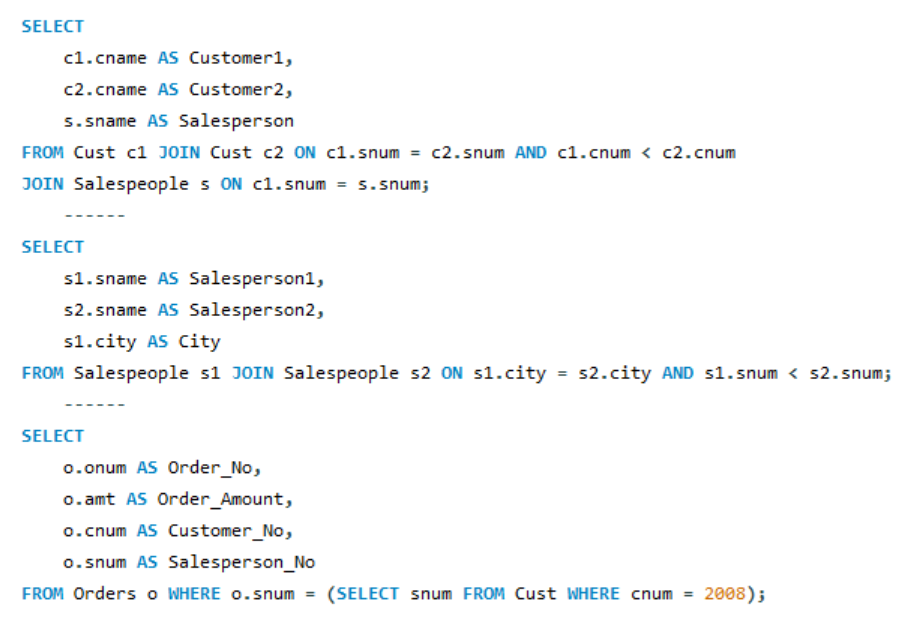 SELECT
    c1.cname AS Customer1,
    c2.cname AS Customer2,
    s.sname AS Salesperson
FROM Cust c1 JOIN Cust c2 ON c1.snum = c2.snum AND c1.cnum < c2.cnum
JOIN Salespeople s ON c1.snum = s.snum;
    ------
SELECT
    s1.sname AS Salesperson1,
    s2.sname AS Salesperson2,
    s1.city AS City
FROM Salespeople s1 JOIN Salespeople s2 ON s1.city = s2.city AND s1.snum < s2.snum;
    ------
SELECT
    o.onum AS Order_No,
    o.amt AS Order_Amount,
    o.cnum AS Customer_No,
    o.snum AS Salesperson_No
FROM Orders o WHERE o.snum = (SELECT snum FROM Cust WHERE cnum = 2008);